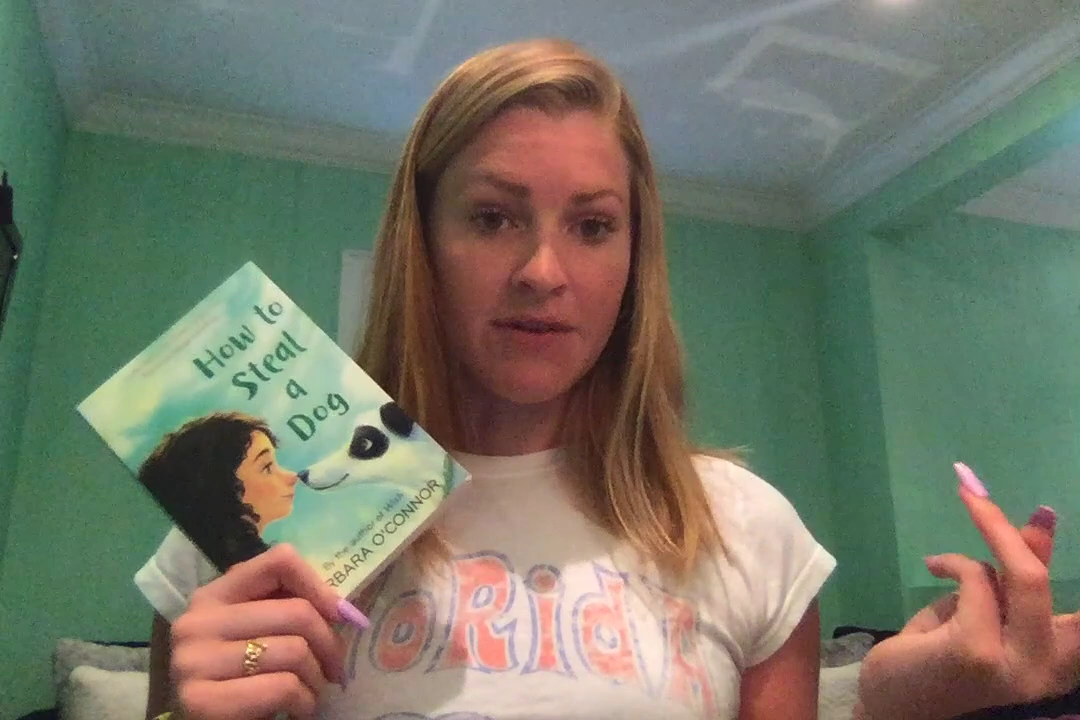 How to
Steal
a
Dog
By the author of Wish
RBARA O'CONNOR